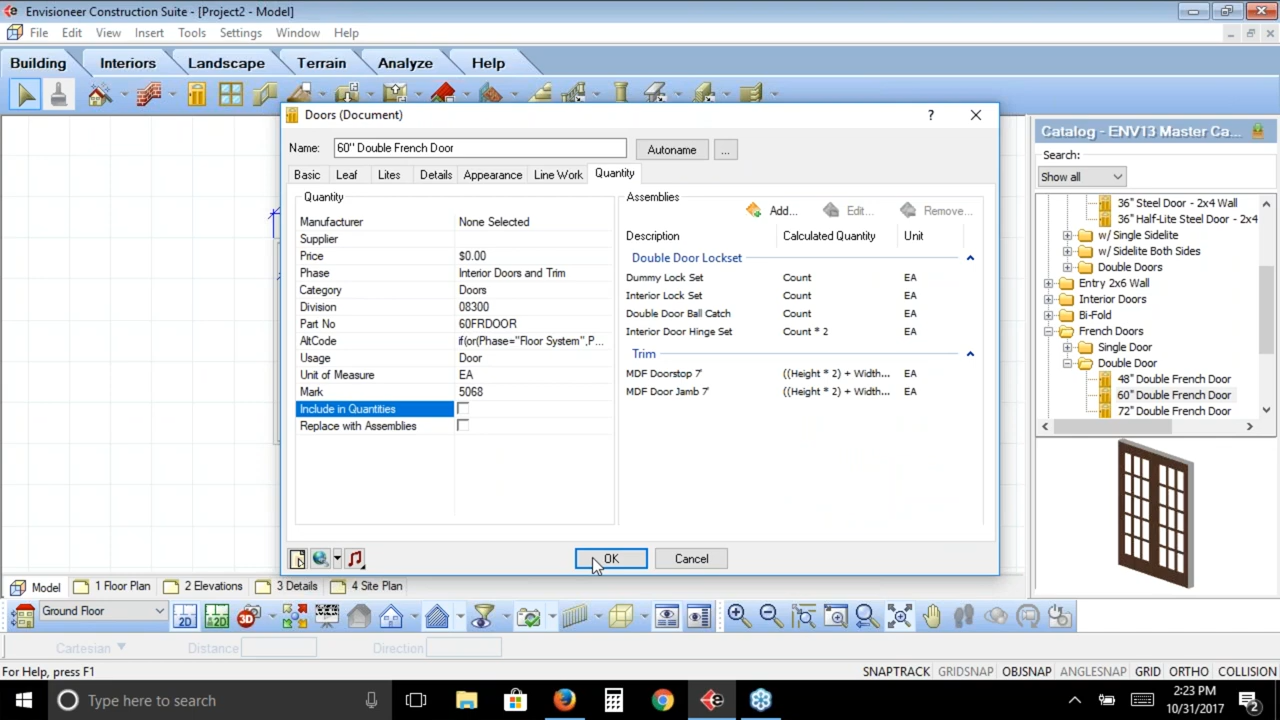 Envisioneer Construction Suite - [Project2 - Model]
File Edit View Insert Tools Settings Window Help
Building Interiors Landscape Terrain Analyze Help
Doors (Document)
Name: 60" Double French Door Autoname ...
Basic Leaf Lites Details Appearance Line Work Quantity
Quantity
Manufacturer None Selected
Supplier
Price $0.00
Phase Interior Doors and Trim
Category Doors
Division 08300
Part No 60FRDOOR
AltCode if(or(Phase="Floor System",P...
Usage Door
Unit of Measure EA
Mark 5068
Include in Quantities
Replace with Assemblies
Assemblies
Add... Edit... Remove...
Description Calculated Quantity Unit
Double Door Lockset
Dummy Lock Set Count EA
Interior Lock Set Count EA
Double Door Ball Catch Count EA
Interior Door Hinge Set Count * 2 EA
Trim
MDF Doorstop 7' ((Height * 2) + Width... EA
MDF Door Jamb 7' ((Height * 2) + Width... EA
OK Cancel
Catalog - ENV13 Master Ca...
Search:
Show all
36" Steel Door - 2x4 Wall
36" Half-Lite Steel Door - 2x4
w/ Single Sidelite
w/ Sidelite Both Sides
Double Doors
Entry 2x6 Wall
Interior Doors
Bi-Fold
French Doors
Single Door
Double Door
48" Double French Door
60" Double French Door
72" Double French Door
Model 1 Floor Plan 2 Elevations 3 Details 4 Site Plan
Ground Floor 2D 2D 3D
Cartesian Distance Direction
For Help, press F1 SNAPTRACK GRIDSNAP OBJSNAP ANGLESNAP GRID ORTHO COLLISION
Type here to search
2:23 PM
10/31/2017
2